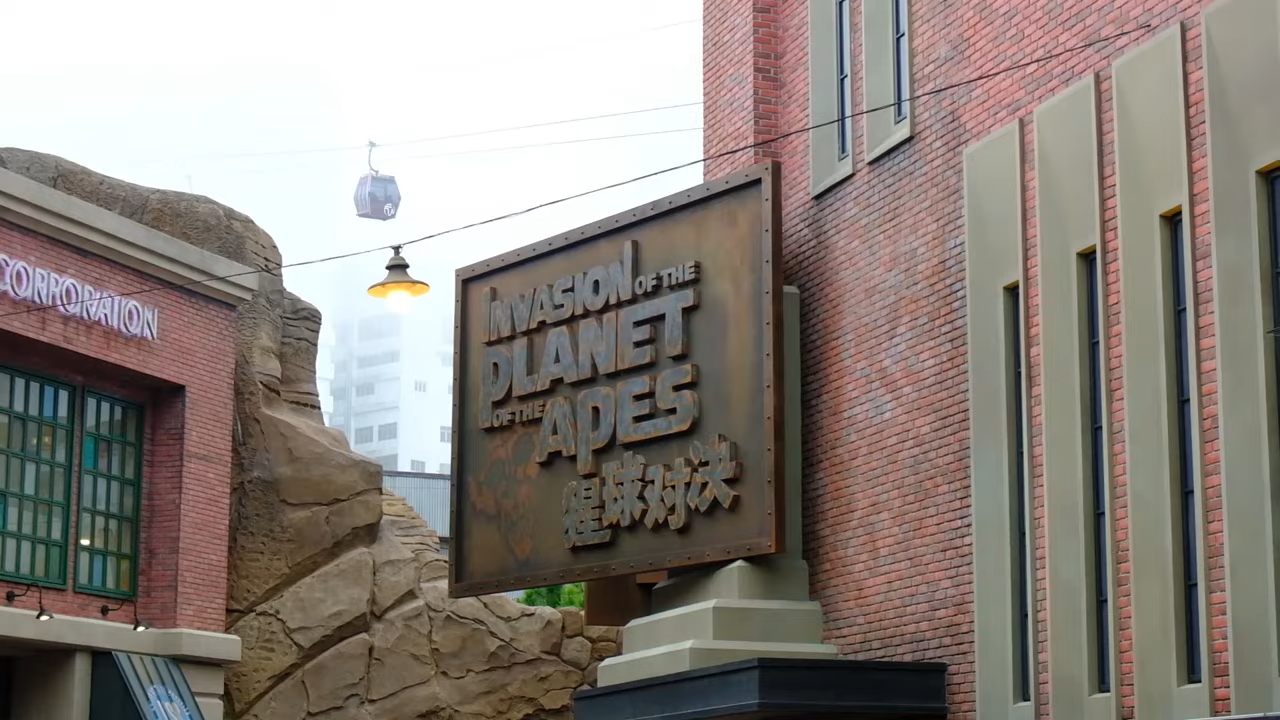 CORPORATION
INVASION OF THE
PLANET
OF THE APES
猩球对决